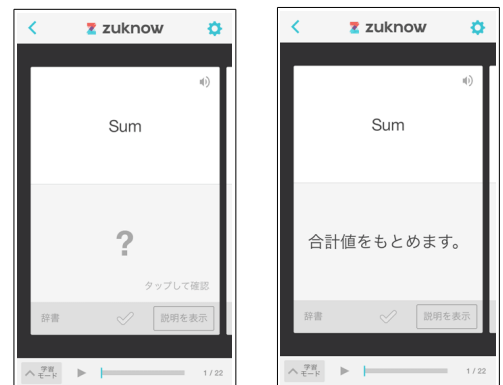 zuknow
Sum
?
タップして確認
辞書
説明を表示
学習
モード
1 / 22
zuknow
Sum
合計値をもとめます。
辞書
説明を表示
学習
モード
1 / 22